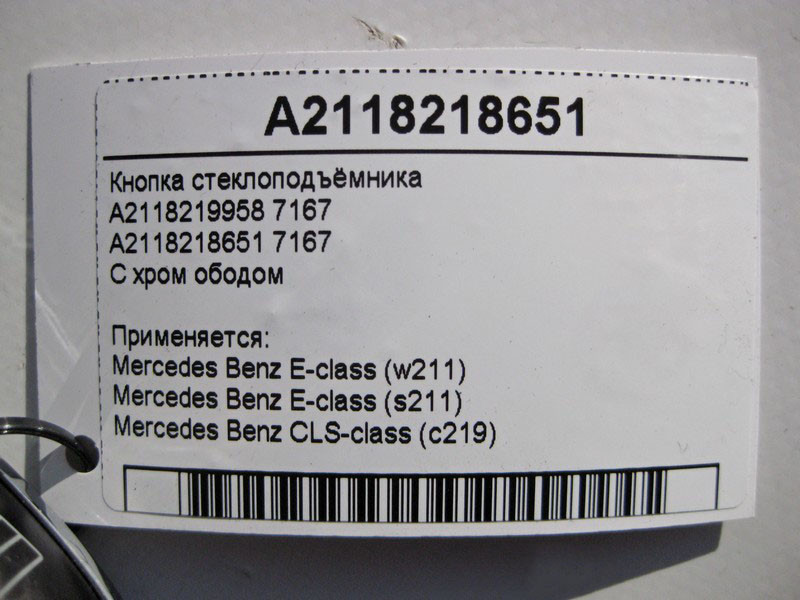 A2118218651
Кнопка стеклоподъёмника
A2118219958 7167
A2118218651 7167
С хром ободом
Применяется:
Mercedes Benz E-class (w211)
Mercedes Benz E-class (s211)
Mercedes Benz CLS-class (c219)